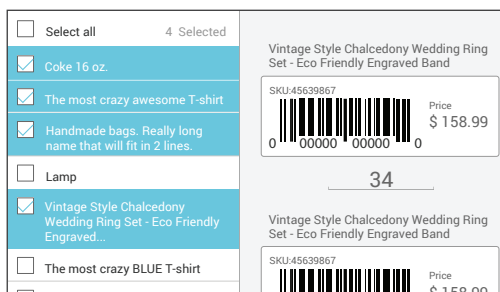 Select all 4 Selected
Coke 16 oz.
The most crazy awesome T-shirt
Handmade bags. Really long
name that will fit in 2 lines.
Lamp
Vintage Style Chalcedony
Wedding Ring Set - Eco Friendly
Engraved...
The most crazy BLUE T-shirt
Vintage Style Chalcedony Wedding Ring
Set - Eco Friendly Engraved Band
SKU:45639867
Price
$ 158.99
0 00000 00000 0
34
Vintage Style Chalcedony Wedding Ring
Set - Eco Friendly Engraved Band
SKU:45639867
Price
$ 158.99